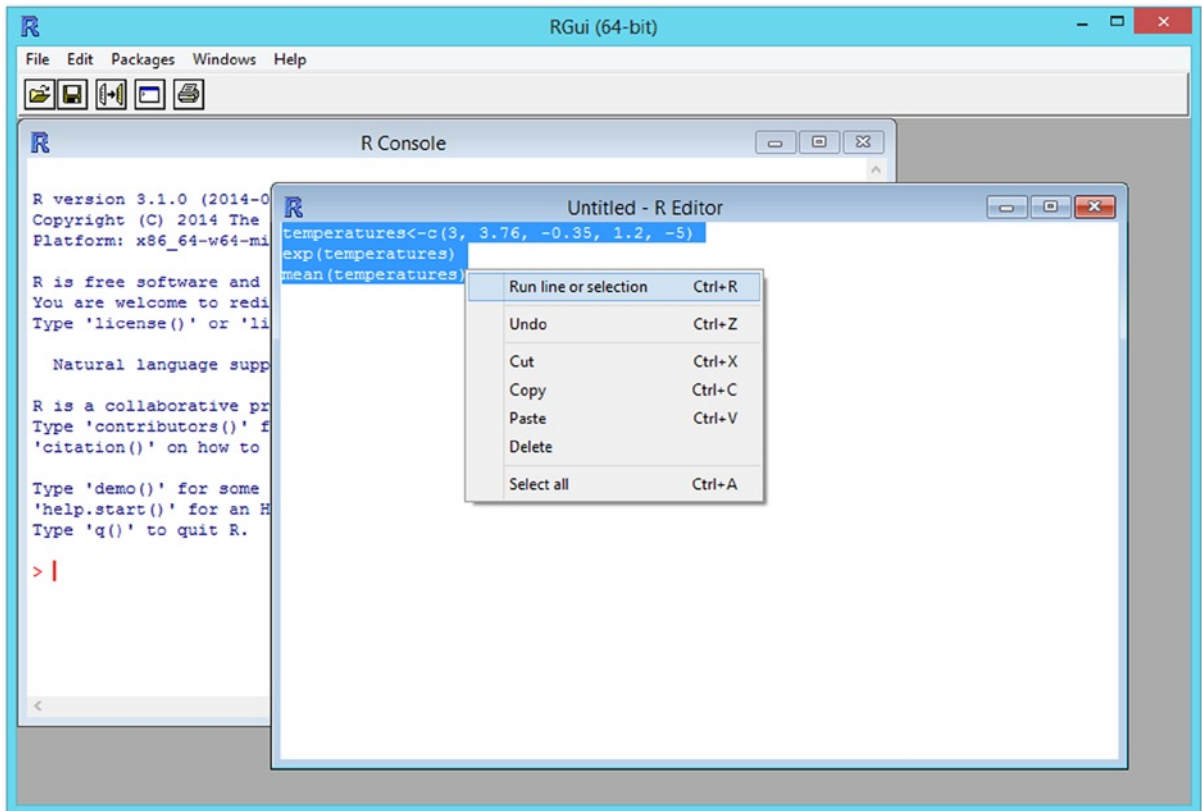 RGui (64-bit)
File Edit Packages Windows Help
R Console
R version 3.1.0 (2014-0
Copyright (C) 2014 The
Platform: x86_64-w64-mi
R is free software and
You are welcome to redi
Type 'license()' or 'li
Natural language supp
R is a collaborative pr
Type 'contributors()' f
'citation()' on how to
Type 'demo()' for some
'help.start()' for an H
Type 'q()' to quit R.
>
Untitled - R Editor
temperatures<-c(3, 3.76, -0.35, 1.2, -5)
exp(temperatures)
mean(temperatures)
Run line or selection Ctrl+R
Undo Ctrl+Z
Cut Ctrl+X
Copy Ctrl+C
Paste Ctrl+V
Delete
Select all Ctrl+A